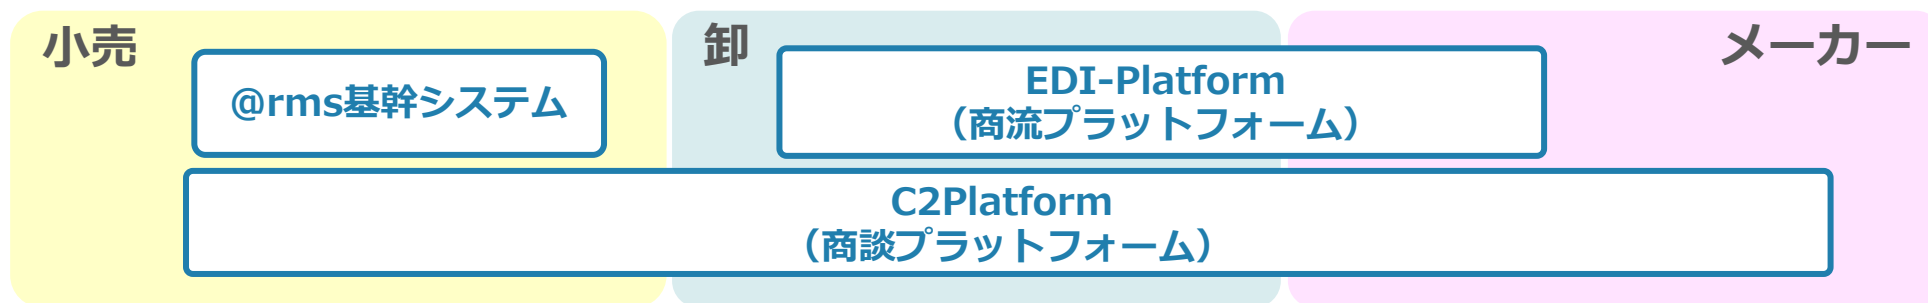 小売
卸
メーカー
@rms基幹システム
EDI-Platform
（商流プラットフォーム）
C2Platform
（商談プラットフォーム）